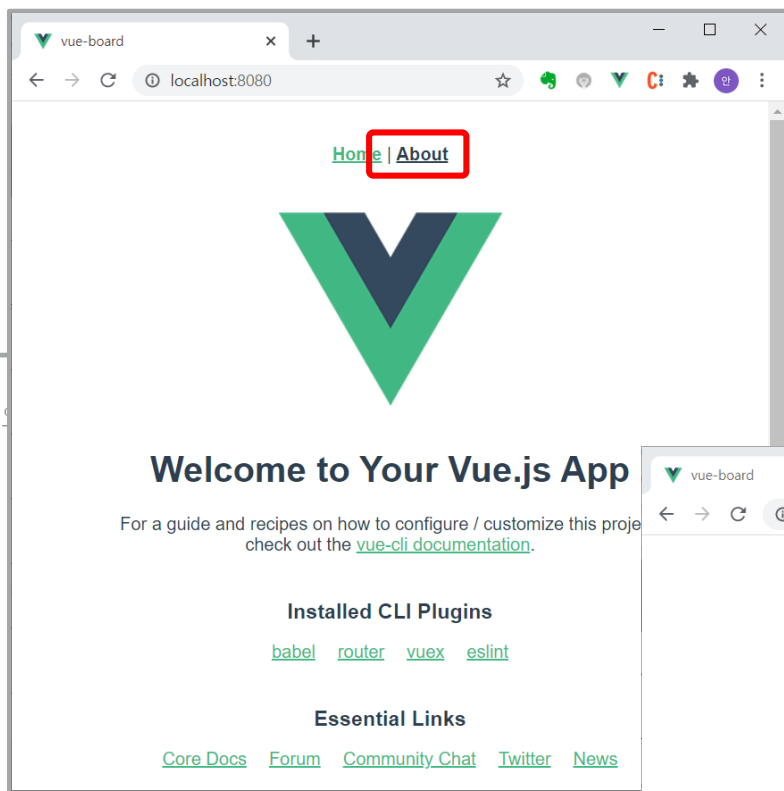 vue-board
localhost:8080
안
Home | About
Welcome to Your Vue.js App
For a guide and recipes on how to configure / customize this proje
check out the vue-cli documentation.
Installed CLI Plugins
babel router vuex eslint
Essential Links
Core Docs Forum Community Chat Twitter News
vue-board